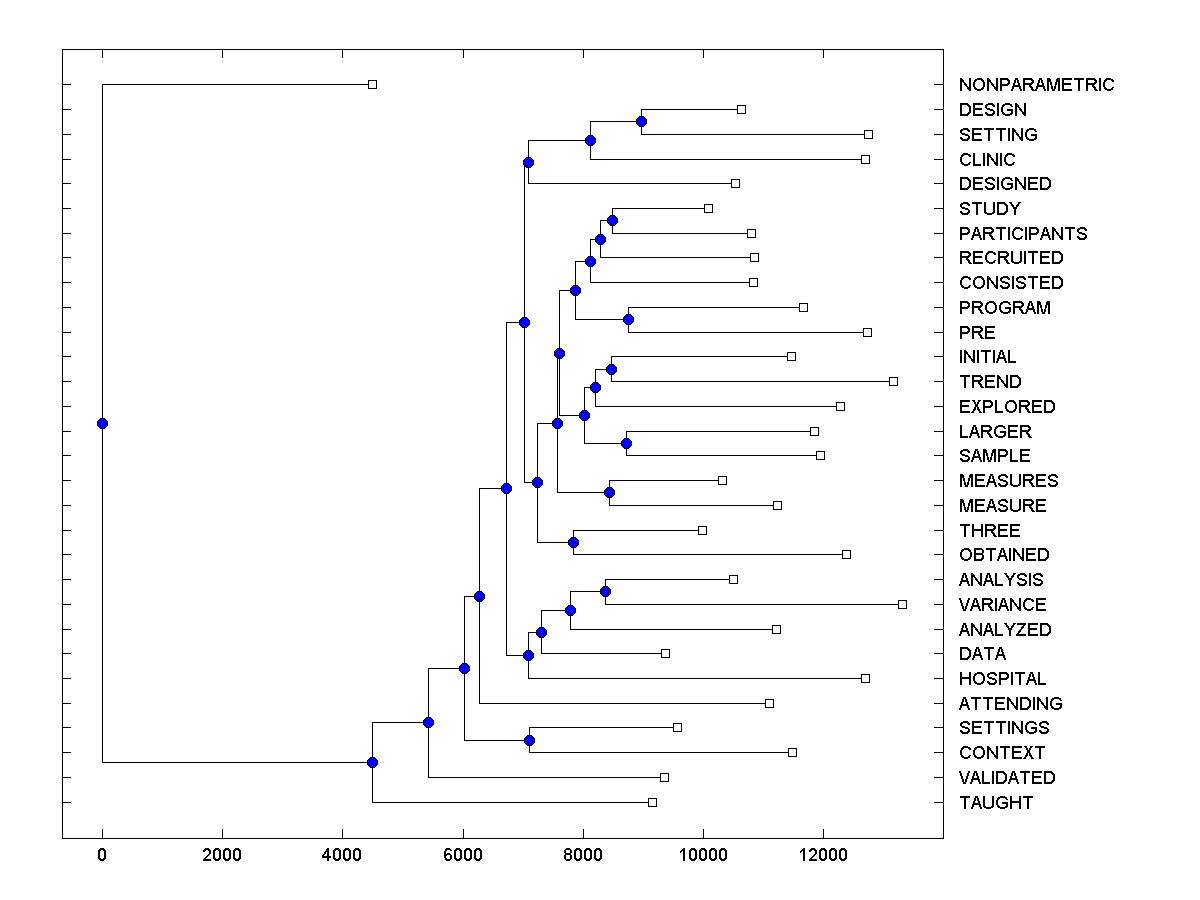 NONPARAMETRIC
DESIGN
SETTING
CLINIC
DESIGNED
STUDY
PARTICIPANTS
RECRUITED
CONSISTED
PROGRAM
PRE
INITIAL
TREND
EXPLORED
LARGER
SAMPLE
MEASURES
MEASURE
THREE
OBTAINED
ANALYSIS
VARIANCE
ANALYZED
DATA
HOSPITAL
ATTENDING
SETTINGS
CONTEXT
VALIDATED
TAUGHT
0 2000 4000 6000 8000 10000 12000